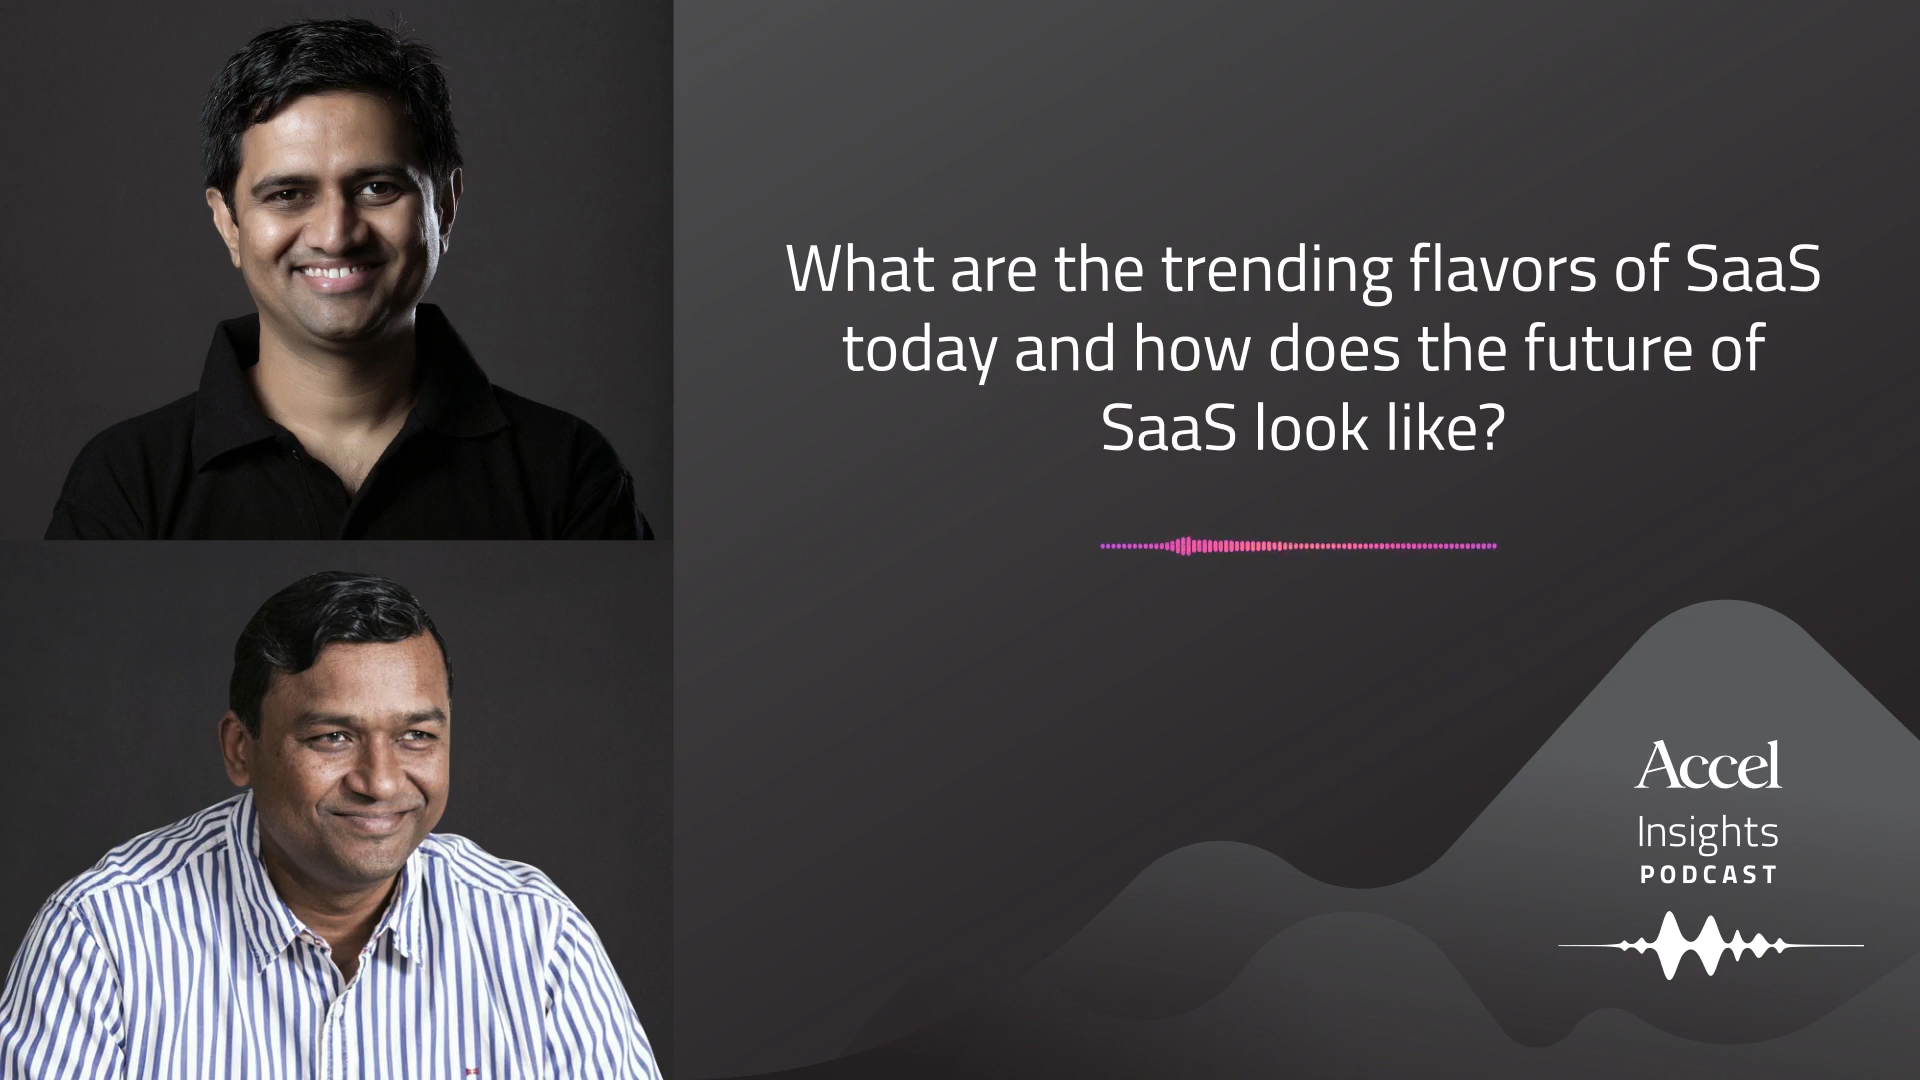 What are the trending flavors of SaaS
today and how does the future of
SaaS look like?
Accel
Insights
PODCAST